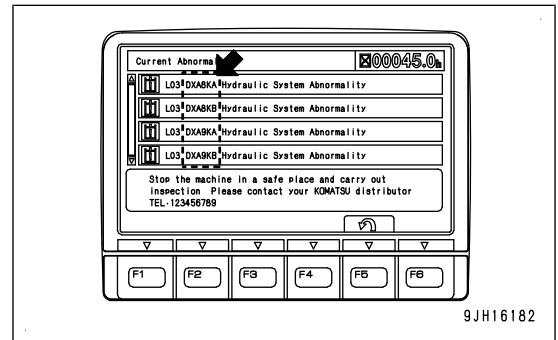 Current Abnorma
00045.0h
L03 DXA8KA Hydraulic System Abnormality
L03 DXA8KB Hydraulic System Abnormality
L03 DXA9KA Hydraulic System Abnormality
L03 DXA9KB Hydraulic System Abnormality
Stop the machine in a safe place and carry out
inspection Please contact your KOMATSU distributor
TEL·123456789
F1 F2 F3 F4 F5 F6
9JH16182